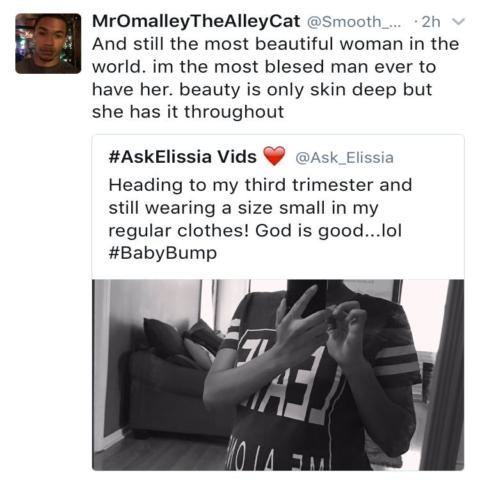 MrOmalleyTheAlleyCat @Smooth_... · 2h
And still the most beautiful woman in the
world. im the most blesed man ever to
have her. beauty is only skin deep but
she has it throughout
#AskElissia Vids ❤️ @Ask_Elissia
Heading to my third trimester and
still wearing a size small in my
regular clothes! God is good...lol
#BabyBump